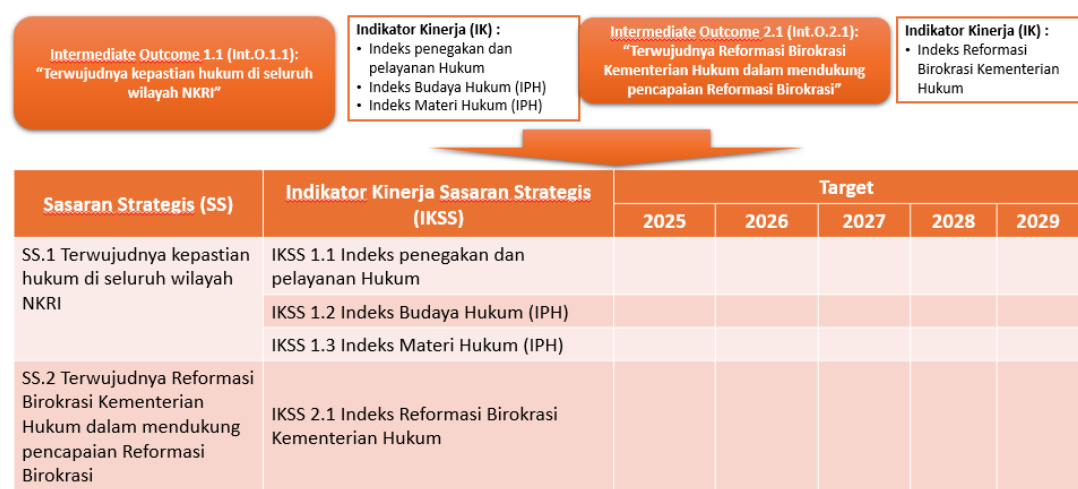 Intermediate Outcome 1.1 (Int.O.1.1):
“Terwujudnya kepastian hukum di seluruh
wilayah NKRI”
Indikator Kinerja (IK) :
• Indeks penegakan dan
pelayanan Hukum
• Indeks Budaya Hukum (IPH)
• Indeks Materi Hukum (IPH)
Intermediate Outcome 2.1 (Int.O.2.1):
“Terwujudnya Reformasi Birokrasi
Kementerian Hukum dalam mendukung
pencapaian Reformasi Birokrasi”
Indikator Kinerja (IK) :
• Indeks Reformasi
Birokrasi Kementerian
Hukum
Sasaran Strategis (SS)
Indikator Kinerja Sasaran Strategis
(IKSS)
Target
2025 2026 2027 2028 2029
SS.1 Terwujudnya kepastian
hukum di seluruh wilayah
NKRI
IKSS 1.1 Indeks penegakan dan
pelayanan Hukum
IKSS 1.2 Indeks Budaya Hukum (IPH)
IKSS 1.3 Indeks Materi Hukum (IPH)
SS.2 Terwujudnya Reformasi
Birokrasi Kementerian
Hukum dalam mendukung
pencapaian Reformasi
Birokrasi
IKSS 2.1 Indeks Reformasi Birokrasi
Kementerian Hukum